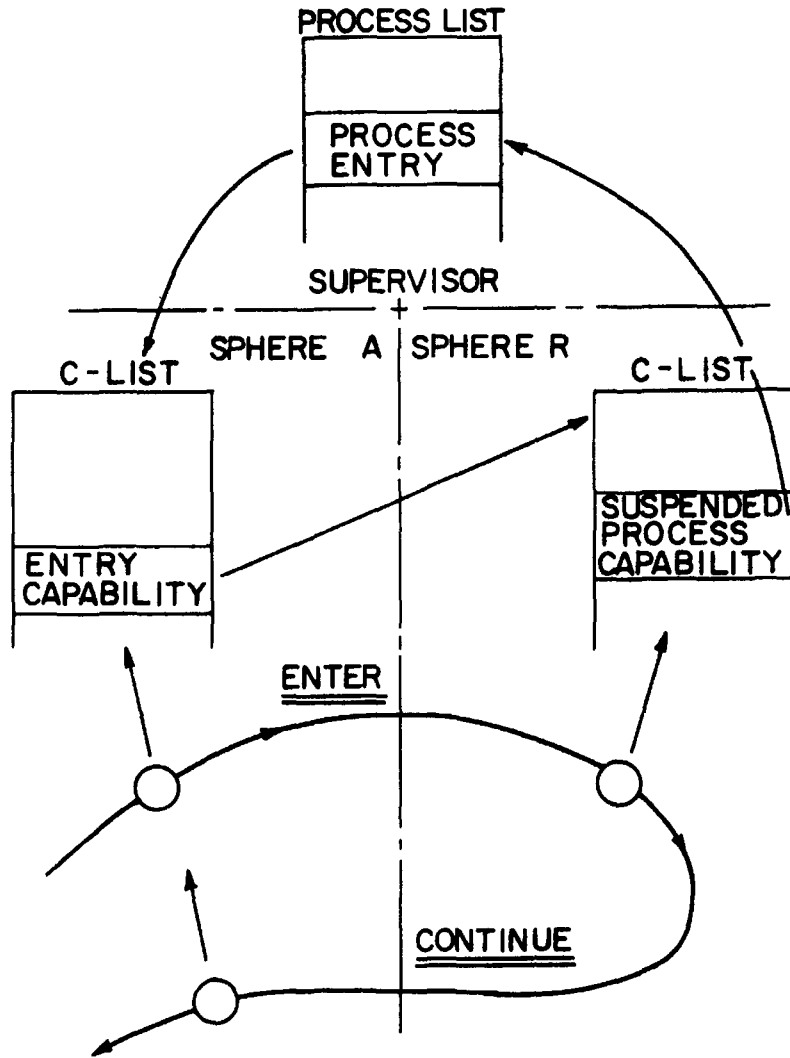 PROCESS LIST
PROCESS
ENTRY
SUPERVISOR
SPHERE A
SPHERE R
C-LIST
C-LIST
ENTRY
CAPABILITY
SUSPENDED
PROCESS
CAPABILITY
ENTER
CONTINUE